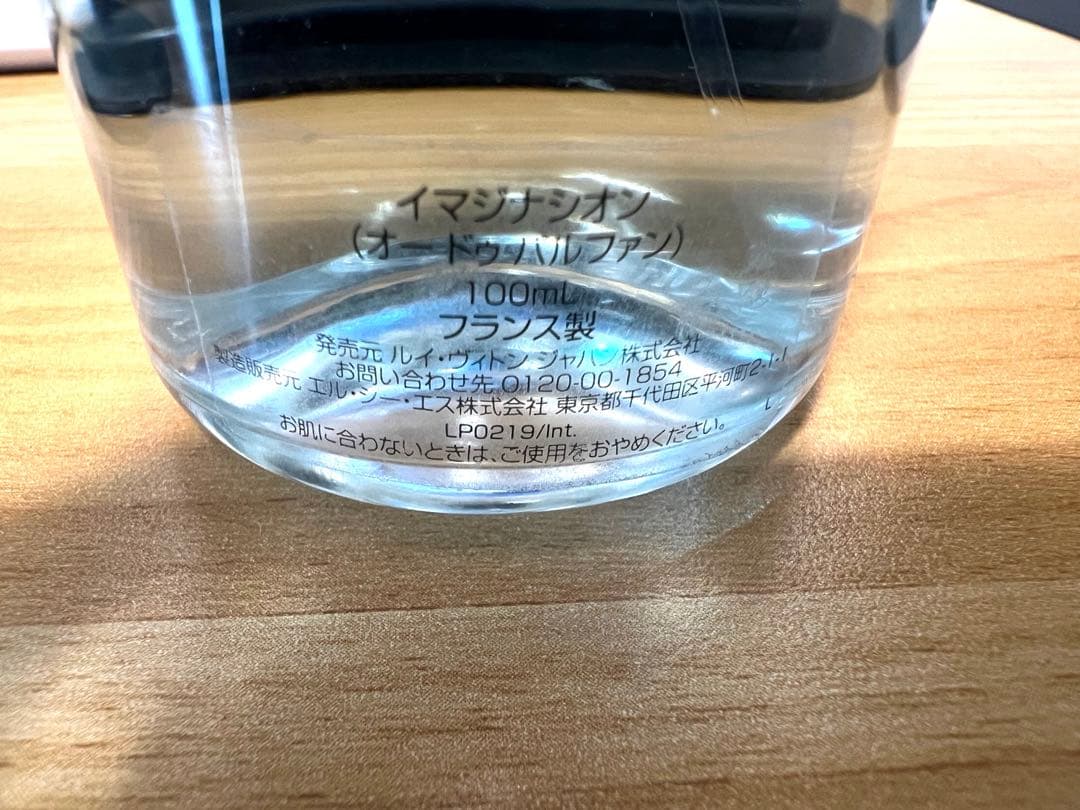 イマジナシオン
(オー ドゥ パルファン)
100mL
フランス製
発売元 ルイ・ヴィトン ジャパン株式会社
お問い合わせ先 0120-00-1854
製造販売元 エル・シー・エス株式会社 東京都千代田区平河町2-1-1
LP0219/Int. L
お肌に合わないときは、ご使用をおやめください。